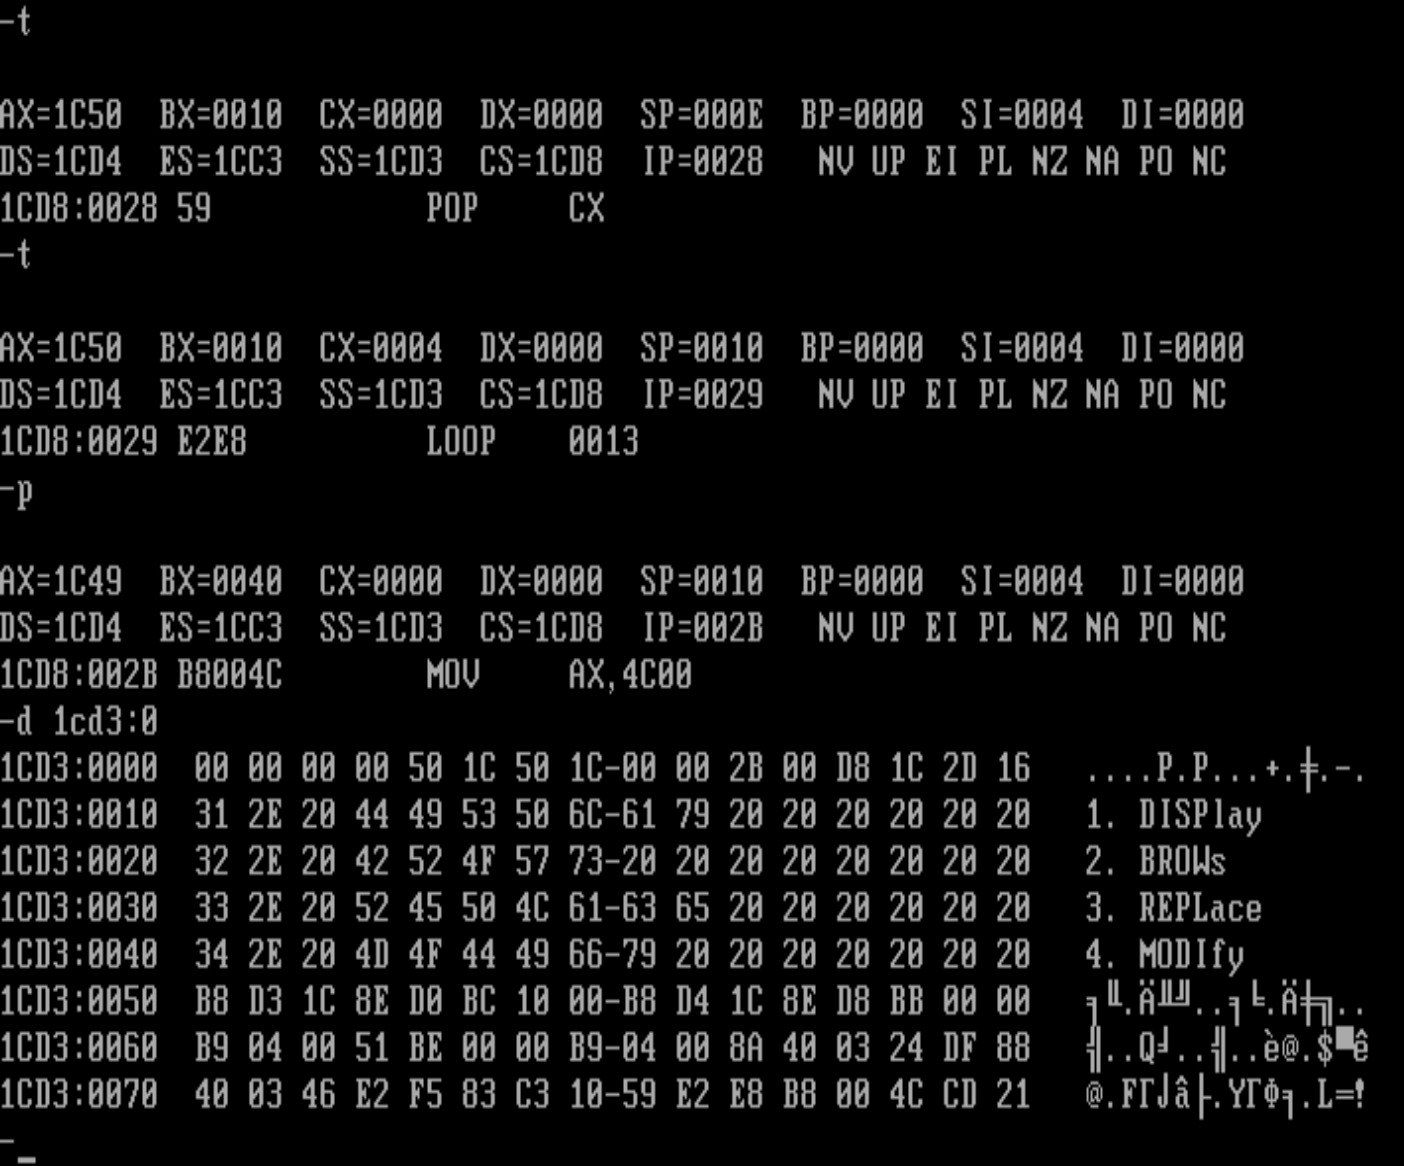 -t
AX=1C50 BX=0010 CX=0000 DX=0000 SP=000E BP=0000 SI=0004 DI=0000
DS=1CD4 ES=1CC3 SS=1CD3 CS=1CD8 IP=0028 NV UP EI PL NZ NA PO NC
1CD8:0028 59 POP CX
-t
AX=1C50 BX=0010 CX=0004 DX=0000 SP=0010 BP=0000 SI=0004 DI=0000
DS=1CD4 ES=1CC3 SS=1CD3 CS=1CD8 IP=0029 NV UP EI PL NZ NA PO NC
1CD8:0029 E2E8 LOOP 0013
-p
AX=1C49 BX=0040 CX=0000 DX=0000 SP=0010 BP=0000 SI=0004 DI=0000
DS=1CD4 ES=1CC3 SS=1CD3 CS=1CD8 IP=002B NV UP EI PL NZ NA PO NC
1CD8:002B B8004C MOV AX,4C00
-d 1cd3:0
1CD3:0000 00 00 00 00 50 1C 50 1C-00 00 2B 00 D8 1C 2D 16 ....P.P...+.╪.-.
1CD3:0010 31 2E 20 44 49 53 50 6C-61 79 20 20 20 20 20 20 1. DISPlay
1CD3:0020 32 2E 20 42 52 4F 57 73-20 20 20 20 20 20 20 20 2. BROWs
1CD3:0030 33 2E 20 52 45 50 4C 61-63 65 20 20 20 20 20 20 3. REPLace
1CD3:0040 34 2E 20 4D 4F 44 49 66-79 20 20 20 20 20 20 20 4. MODIfy
1CD3:0050 B8 D3 1C 8E D0 BC 10 00-B8 D4 1C 8E D8 BB 00 00 ╕╙.Ä╨╝..╕╘.Ä╪╗..
1CD3:0060 B9 04 00 51 BE 00 00 B9-04 00 8A 40 03 24 DF 88 ╣..Q╛..╣..è@.$▀ê
1CD3:0070 40 03 46 E2 F5 83 C3 10-59 E2 E8 B8 00 4C CD 21 @.FΓ⌡â├.YΓΦ╕.L═!
-